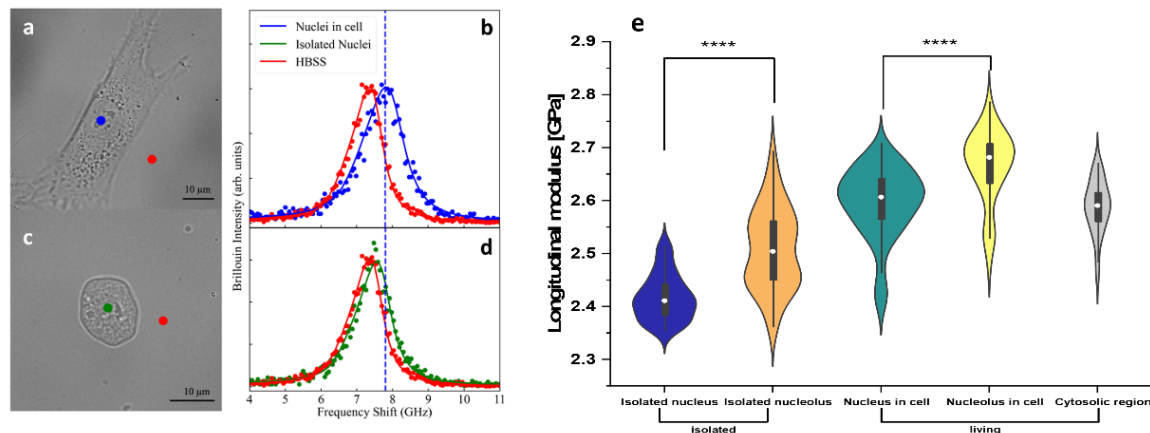 a
10 µm
c
10 µm
b
Nuclei in cell
Isolated Nuclei
HBSS
d
Brillouin Intensity (arb. units)
4 5 6 7 8 9 10 11
Frequency Shift (GHz)
e
Longitudinal modulus [GPa]
2.9
2.8
2.7
2.6
2.5
2.4
2.3
****
****
Isolated nucleus Isolated nucleolus Nucleus in cell Nucleolus in cell Cytosolic region
isolated living